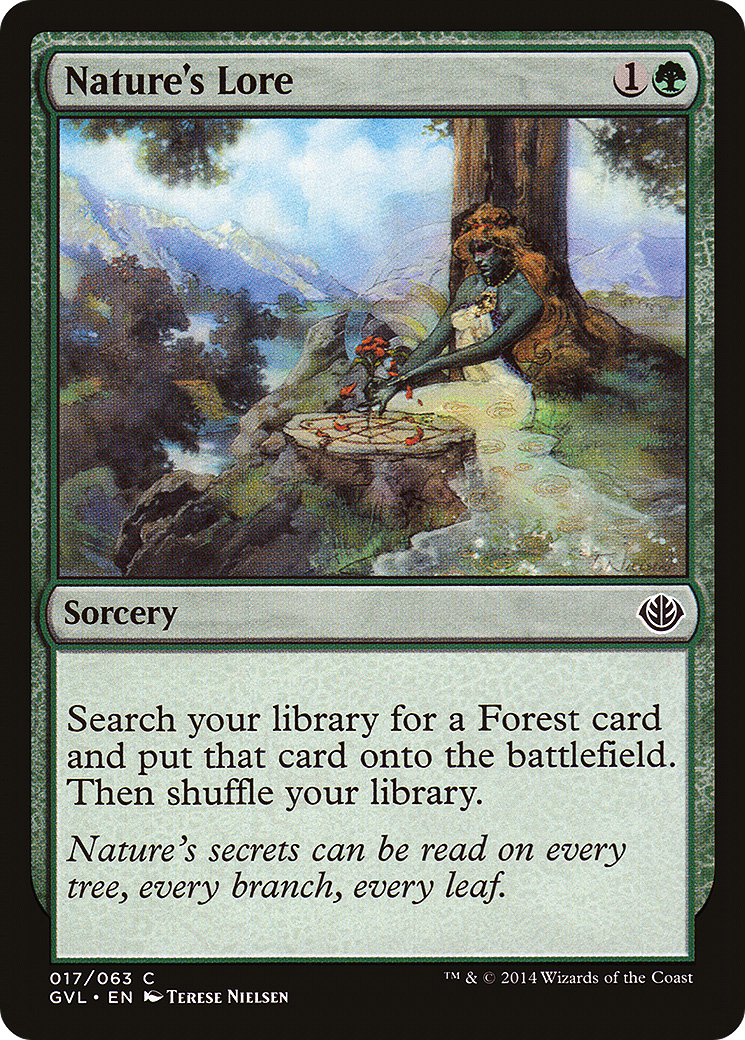 Nature's Lore 1
Sorcery
Search your library for a Forest card
and put that card onto the battlefield.
Then shuffle your library.
Nature's secrets can be read on every
tree, every branch, every leaf.
017/063 C
GVL • EN Terese Nielsen
™ & © 2014 Wizards of the Coast